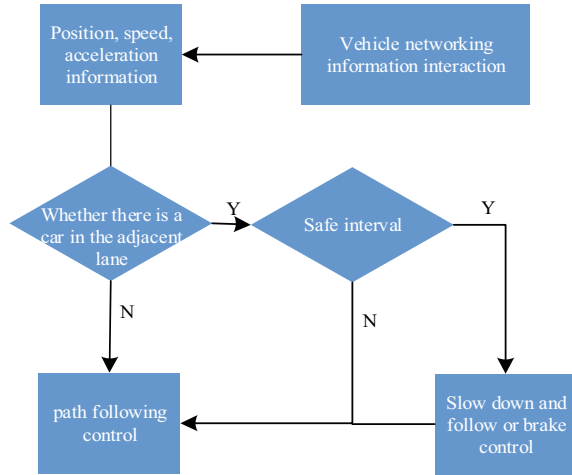 Position, speed,
acceleration
information
Vehicle networking
information interaction
Whether there is a
car in the adjacent
lane
Y
Safe interval
Y
N
N
path following
control
Slow down and
follow or brake
control